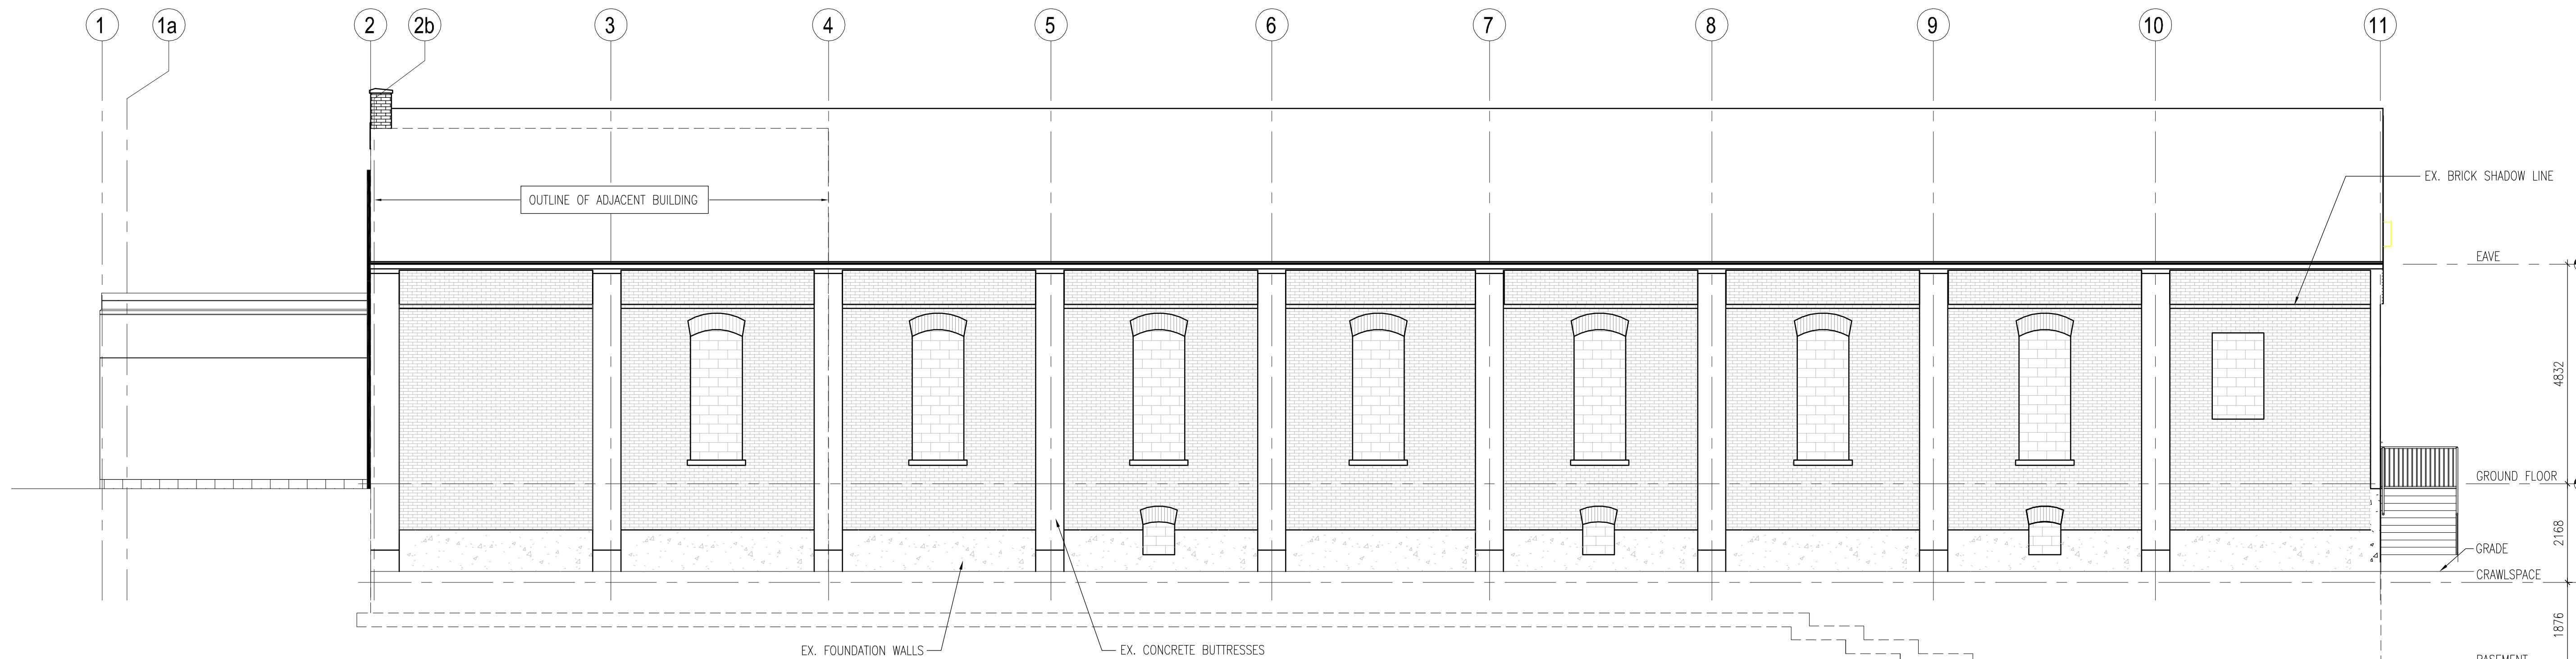 1 1a 2 2b 3 4 5 6 7 8 9 10 11
EX. BRICK SHADOW LINE
OUTLINE OF ADJACENT BUILDING
EAVE
4832
GROUND FLOOR
2168
GRADE
CRAWLSPACE
1876
EX. FOUNDATION WALLS
EX. CONCRETE BUTTRESSES
BASEMENT